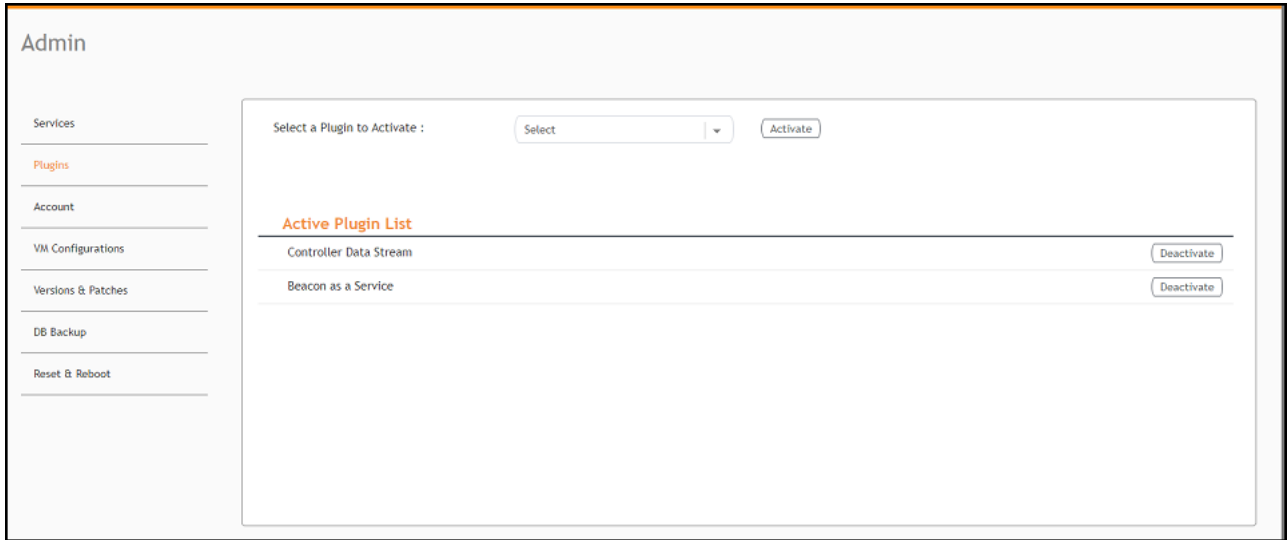 Admin
Services
Plugins
Account
VM Configurations
Versions & Patches
DB Backup
Reset & Reboot
Select a Plugin to Activate : Select Activate
Active Plugin List
Controller Data Stream Deactivate
Beacon as a Service Deactivate